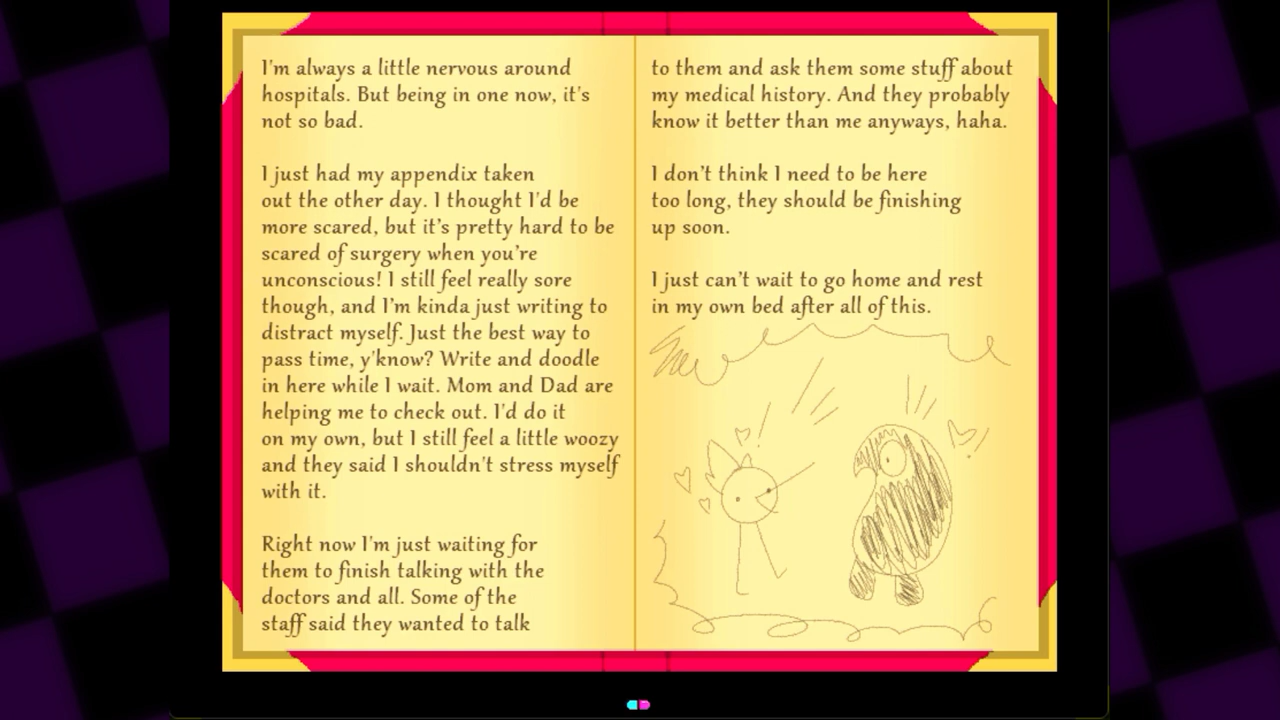 I'm always a little nervous around
hospitals. But being in one now, it's
not so bad.
I just had my appendix taken
out the other day. I thought I'd be
more scared, but it's pretty hard to be
scared of surgery when you're
unconscious! I still feel really sore
though, and I'm kinda just writing to
distract myself. Just the best way to
pass time, y'know? Write and doodle
in here while I wait. Mom and Dad are
helping me to check out. I'd do it
on my own, but I still feel a little woozy
and they said I shouldn't stress myself
with it.
Right now I'm just waiting for
them to finish talking with the
doctors and all. Some of the
staff said they wanted to talk
to them and ask them some stuff about
my medical history. And they probably
know it better than me anyways, haha.
I don't think I need to be here
too long, they should be finishing
up soon.
I just can't wait to go home and rest
in my own bed after all of this.